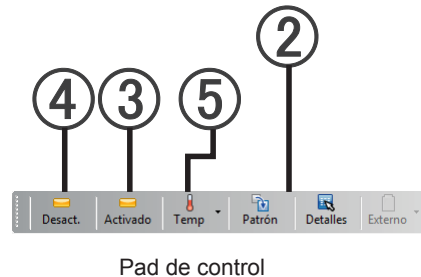 ②
④ ③ ⑤
Desact. Activado Temp Patrón Detalles Externo
Pad de control